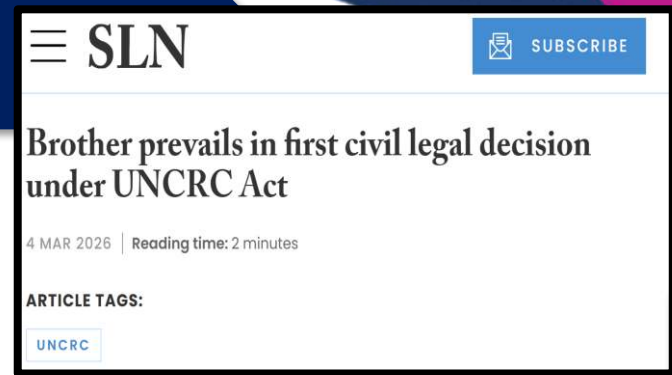 SLN
SUBSCRIBE
Brother prevails in first civil legal decision
under UNCRC Act
4 MAR 2026 | Reading time: 2 minutes
ARTICLE TAGS:
UNCRC